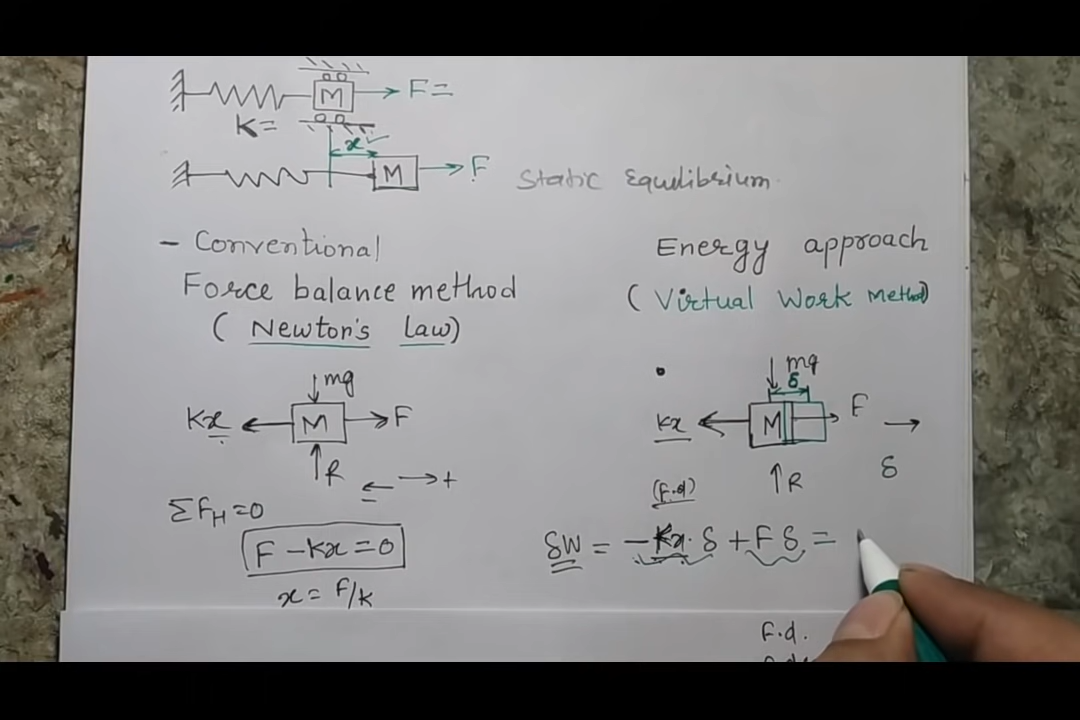 M F=
K=
x
M F
Static Equilibrium
- Conventional
Force balance method
( Newton's Law)
mg
Kx M F
R
+
ΣFH=0
F - Kx = 0
x = F/K
Energy approach
( Virtual Work Method)
mg
δ
Kx M F
δ
R
(F.d)
δW = -Kx.δ + F δ =
F.d.